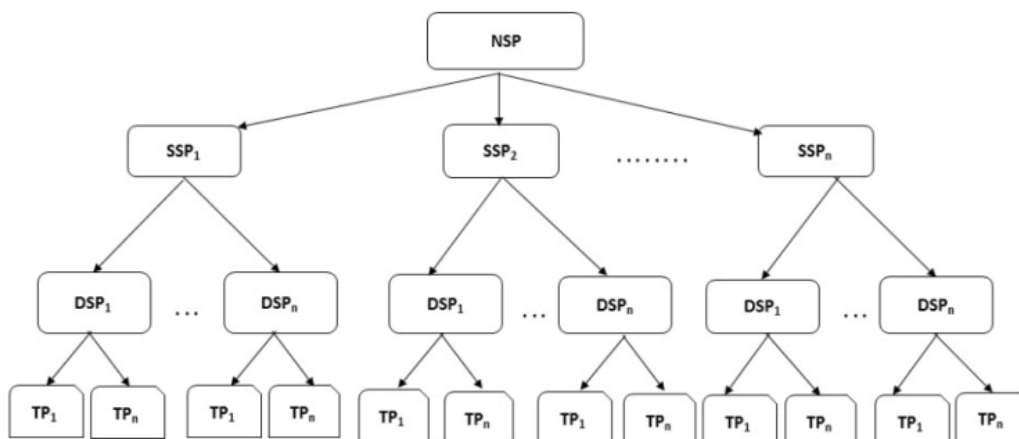 NSP
SSP₁ SSP₂ ........ SSPₙ
DSP₁ ... DSPₙ DSP₁ ... DSPₙ DSP₁ ... DSPₙ
TP₁ TPₙ TP₁ TPₙ TP₁ TPₙ TP₁ TPₙ TP₁ TPₙ TP₁ TPₙ